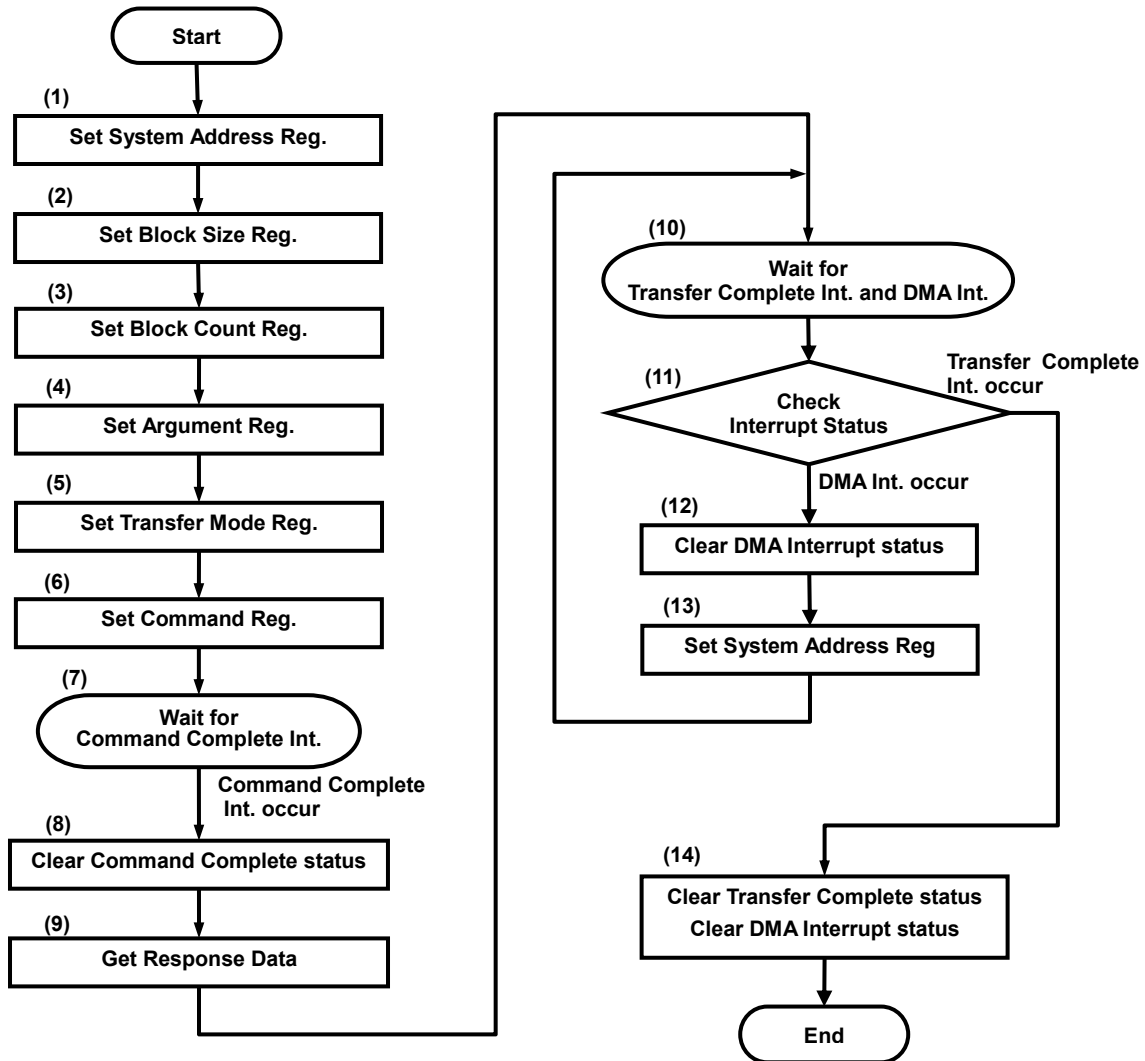 Start
(1)
Set System Address Reg.
(2)
Set Block Size Reg.
(3)
Set Block Count Reg.
(4)
Set Argument Reg.
(5)
Set Transfer Mode Reg.
(6)
Set Command Reg.
(7)
Wait for
Command Complete Int.
Command Complete
Int. occur
(8)
Clear Command Complete status
(9)
Get Response Data
(10)
Wait for
Transfer Complete Int. and DMA Int.
(11)
Check
Interrupt Status
Transfer Complete
Int. occur
DMA Int. occur
(12)
Clear DMA Interrupt status
(13)
Set System Address Reg
(14)
Clear Transfer Complete status
Clear DMA Interrupt status
End